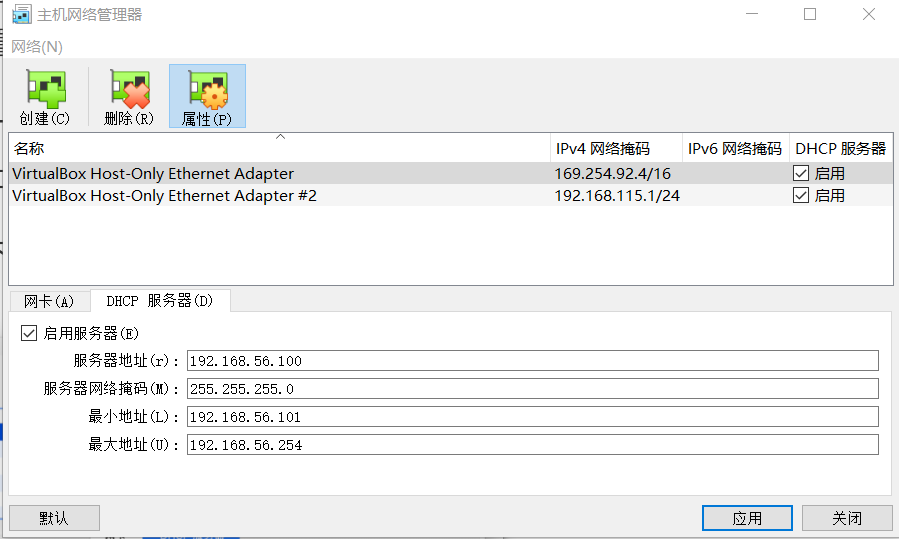 主机网络管理器
网络(N)
创建(C) 删除(R) 属性(P)
名称 IPv4 网络掩码 IPv6 网络掩码 DHCP 服务器
VirtualBox Host-Only Ethernet Adapter 169.254.92.4/16 启用
VirtualBox Host-Only Ethernet Adapter #2 192.168.115.1/24 启用
网卡(A) DHCP 服务器(D)
启用服务器(E)
服务器地址(r): 192.168.56.100
服务器网络掩码(M): 255.255.255.0
最小地址(L): 192.168.56.101
最大地址(U): 192.168.56.254
默认 应用 关闭